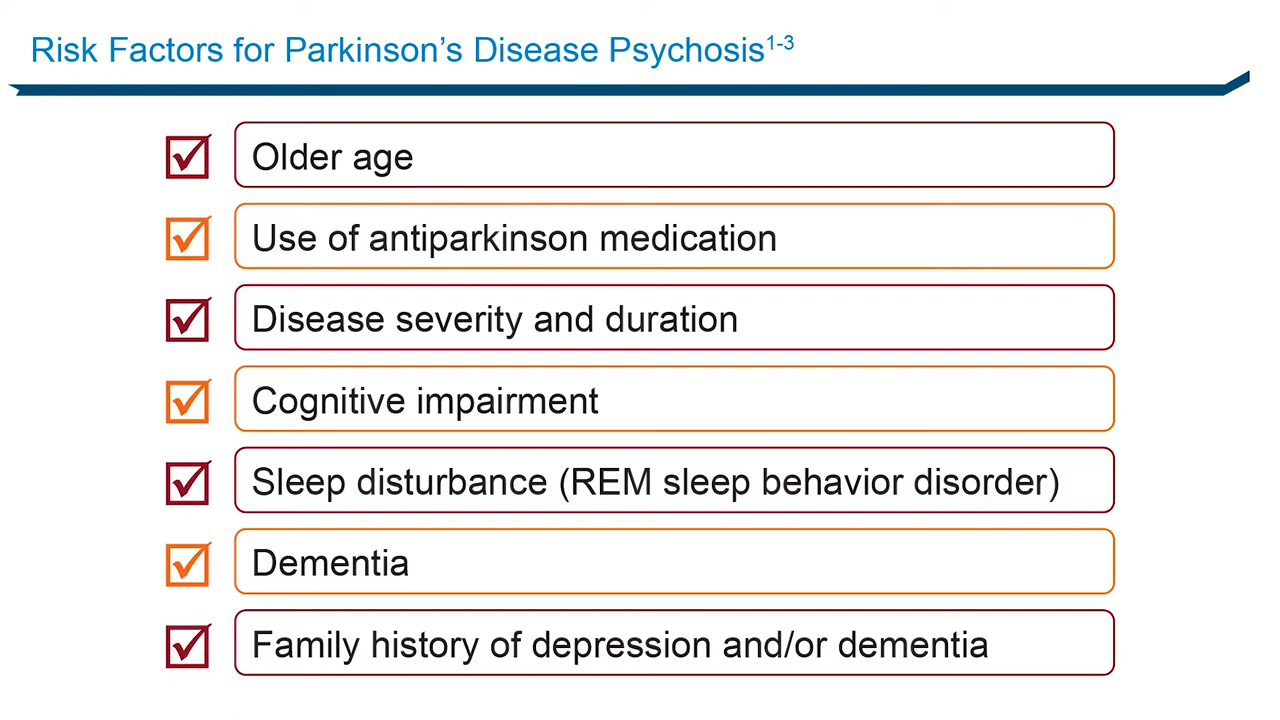 Risk Factors for Parkinson’s Disease Psychosis¹⁻³
Older age
Use of antiparkinson medication
Disease severity and duration
Cognitive impairment
Sleep disturbance (REM sleep behavior disorder)
Dementia
Family history of depression and/or dementia